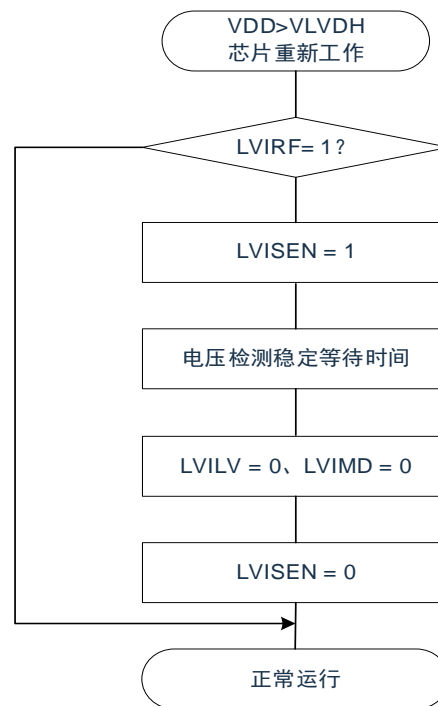 VDD>VLVDH
芯片重新工作
LVIRF= 1?
LVISEN = 1
电压检测稳定等待时间
LVILV = 0、LVIMD = 0
LVISEN = 0
正常运行